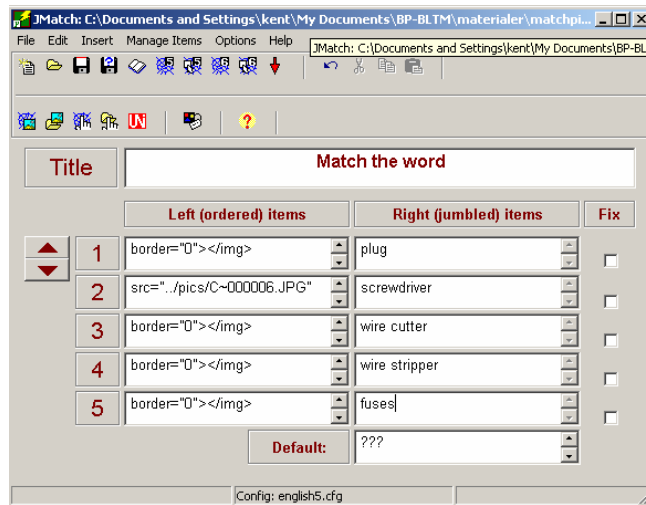 JMatch: C:\Documents and Settings\kent\My Documents\BP-BLTM\materialer\matchpi...
File Edit Insert Manage Items Options Help
JMatch: C:\Documents and Settings\kent\My Documents\BP-BL
Title Match the word
Left (ordered) items Right (jumbled) items Fix
1 border="0"></img> plug
2 src="../pics/C~000006.JPG" screwdriver
3 border="0"></img> wire cutter
4 border="0"></img> wire stripper
5 border="0"></img> fuses
Default: ???
Config: english5.cfg